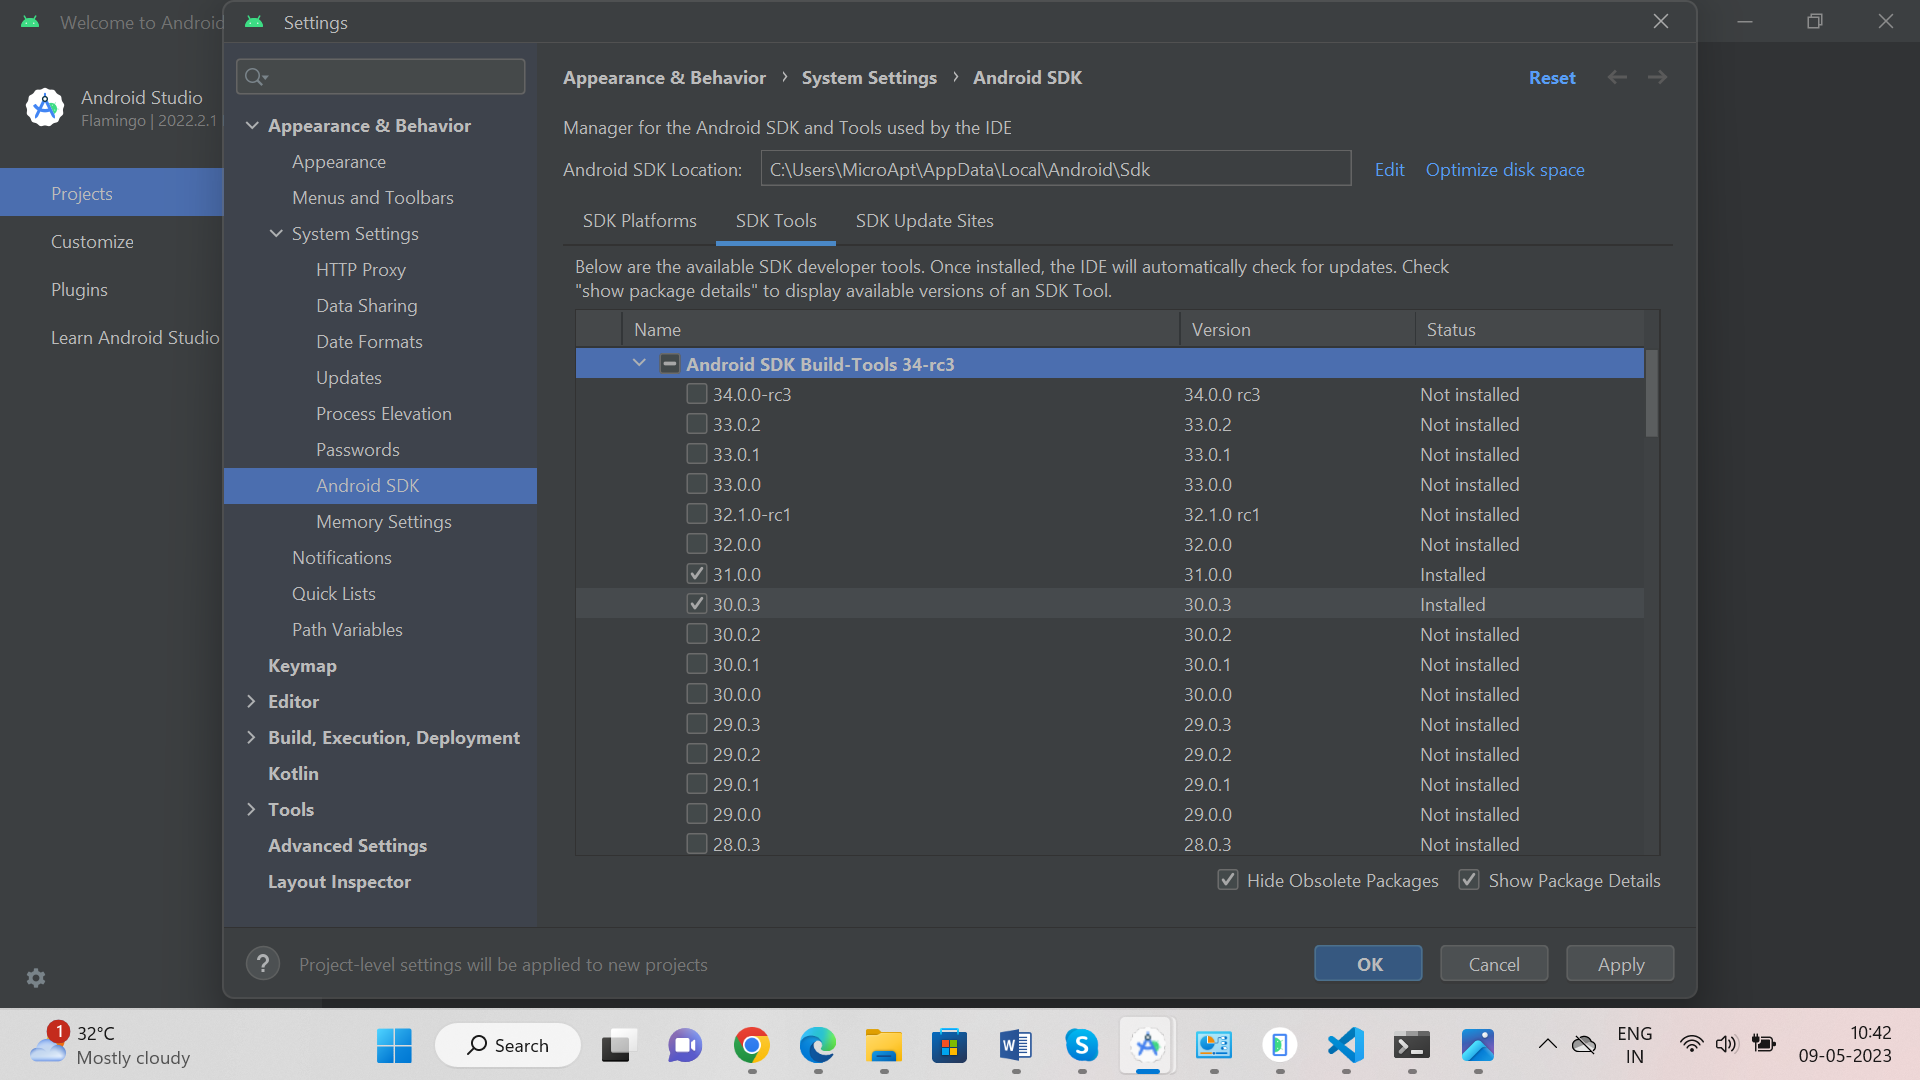 Welcome to Android
Settings
Android Studio
Flamingo | 2022.2.1
Projects
Customize
Plugins
Learn Android Studio
Appearance & Behavior
Appearance
Menus and Toolbars
System Settings
HTTP Proxy
Data Sharing
Date Formats
Updates
Process Elevation
Passwords
Android SDK
Memory Settings
Notifications
Quick Lists
Path Variables
Keymap
Editor
Build, Execution, Deployment
Kotlin
Tools
Advanced Settings
Layout Inspector
Appearance & Behavior › System Settings › Android SDK
Reset
Manager for the Android SDK and Tools used by the IDE
Android SDK Location: C:\Users\MicroApt\AppData\Local\Android\Sdk Edit Optimize disk space
SDK Platforms SDK Tools SDK Update Sites
Below are the available SDK developer tools. Once installed, the IDE will automatically check for updates. Check
"show package details" to display available versions of an SDK Tool.
Name Version Status
Android SDK Build-Tools 34-rc3
34.0.0-rc3 34.0.0 rc3 Not installed
33.0.2 33.0.2 Not installed
33.0.1 33.0.1 Not installed
33.0.0 33.0.0 Not installed
32.1.0-rc1 32.1.0 rc1 Not installed
32.0.0 32.0.0 Not installed
31.0.0 31.0.0 Installed
30.0.3 30.0.3 Installed
30.0.2 30.0.2 Not installed
30.0.1 30.0.1 Not installed
30.0.0 30.0.0 Not installed
29.0.3 29.0.3 Not installed
29.0.2 29.0.2 Not installed
29.0.1 29.0.1 Not installed
29.0.0 29.0.0 Not installed
28.0.3 28.0.3 Not installed
Hide Obsolete Packages Show Package Details
? Project-level settings will be applied to new projects
OK Cancel Apply
1 32°C
Mostly cloudy
Search
W
S
ENG
IN
10:42
09-05-2023